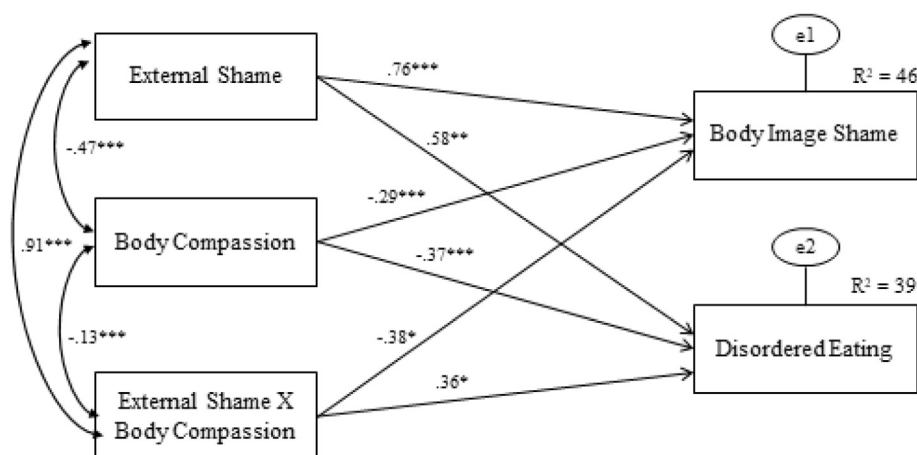 e1
R² = 46
External Shame
.76***
Body Image Shame
.58**
-.47***
-.29***
Body Compassion
.91***
-.37***
e2
R² = 39
-.13***
-.38*
Disordered Eating
.36*
External Shame X
Body Compassion